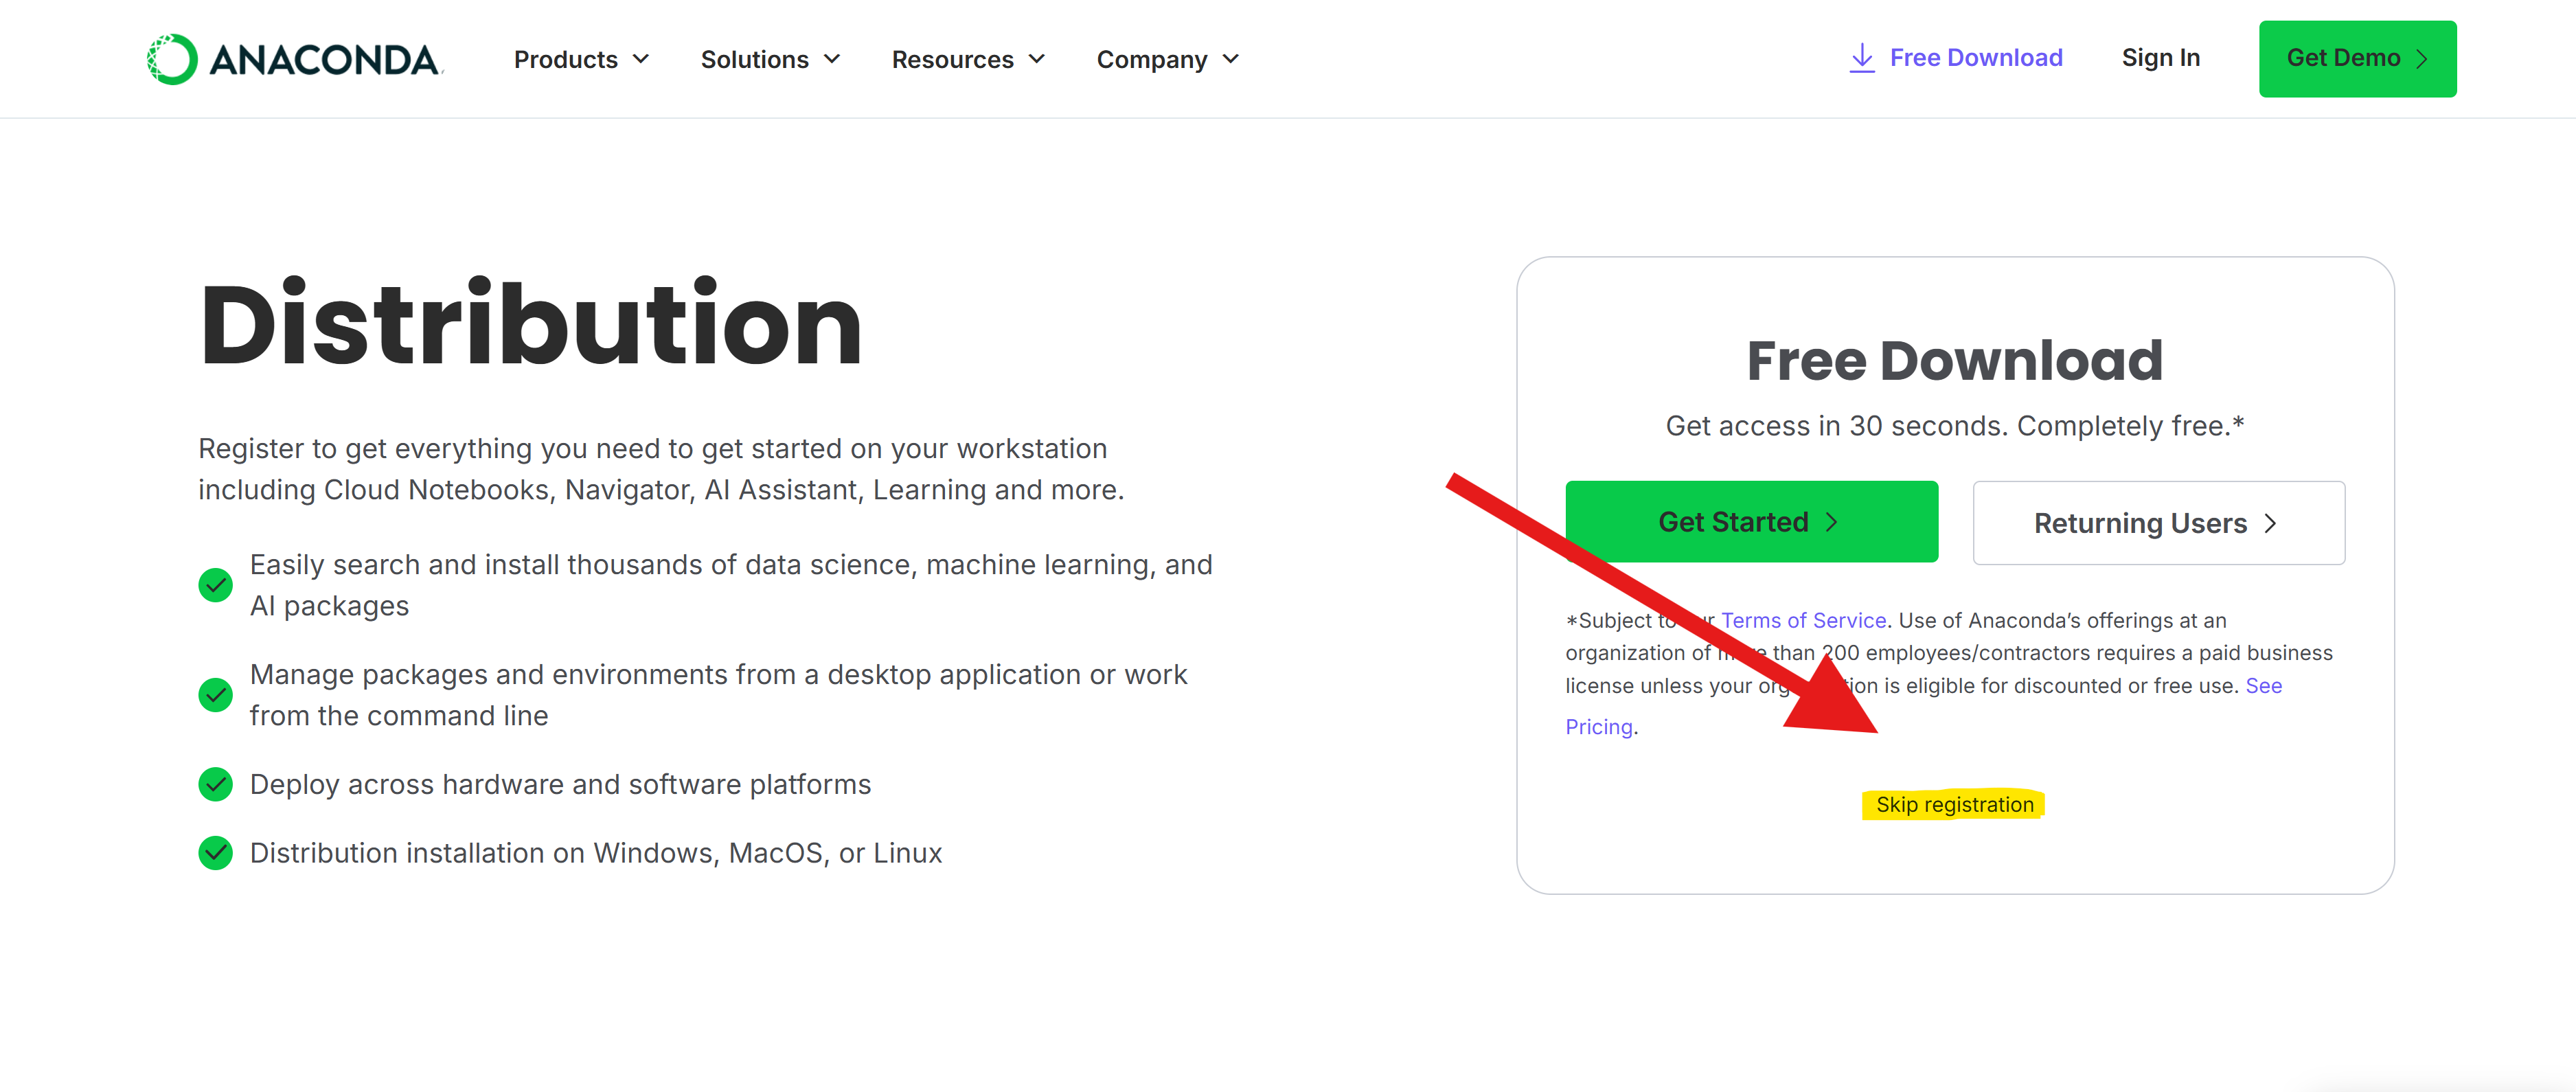 ANACONDA.
Products
Solutions
Resources
Company
Free Download
Sign In
Get Demo
Distribution
Register to get everything you need to get started on your workstation
including Cloud Notebooks, Navigator, AI Assistant, Learning and more.
Easily search and install thousands of data science, machine learning, and
AI packages
Manage packages and environments from a desktop application or work
from the command line
Deploy across hardware and software platforms
Distribution installation on Windows, MacOS, or Linux
Free Download
Get access in 30 seconds. Completely free.*
Get Started
Returning Users
*Subject to our Terms of Service. Use of Anaconda’s offerings at an
organization of more than 200 employees/contractors requires a paid business
license unless your organization is eligible for discounted or free use. See
Pricing.
Skip registration